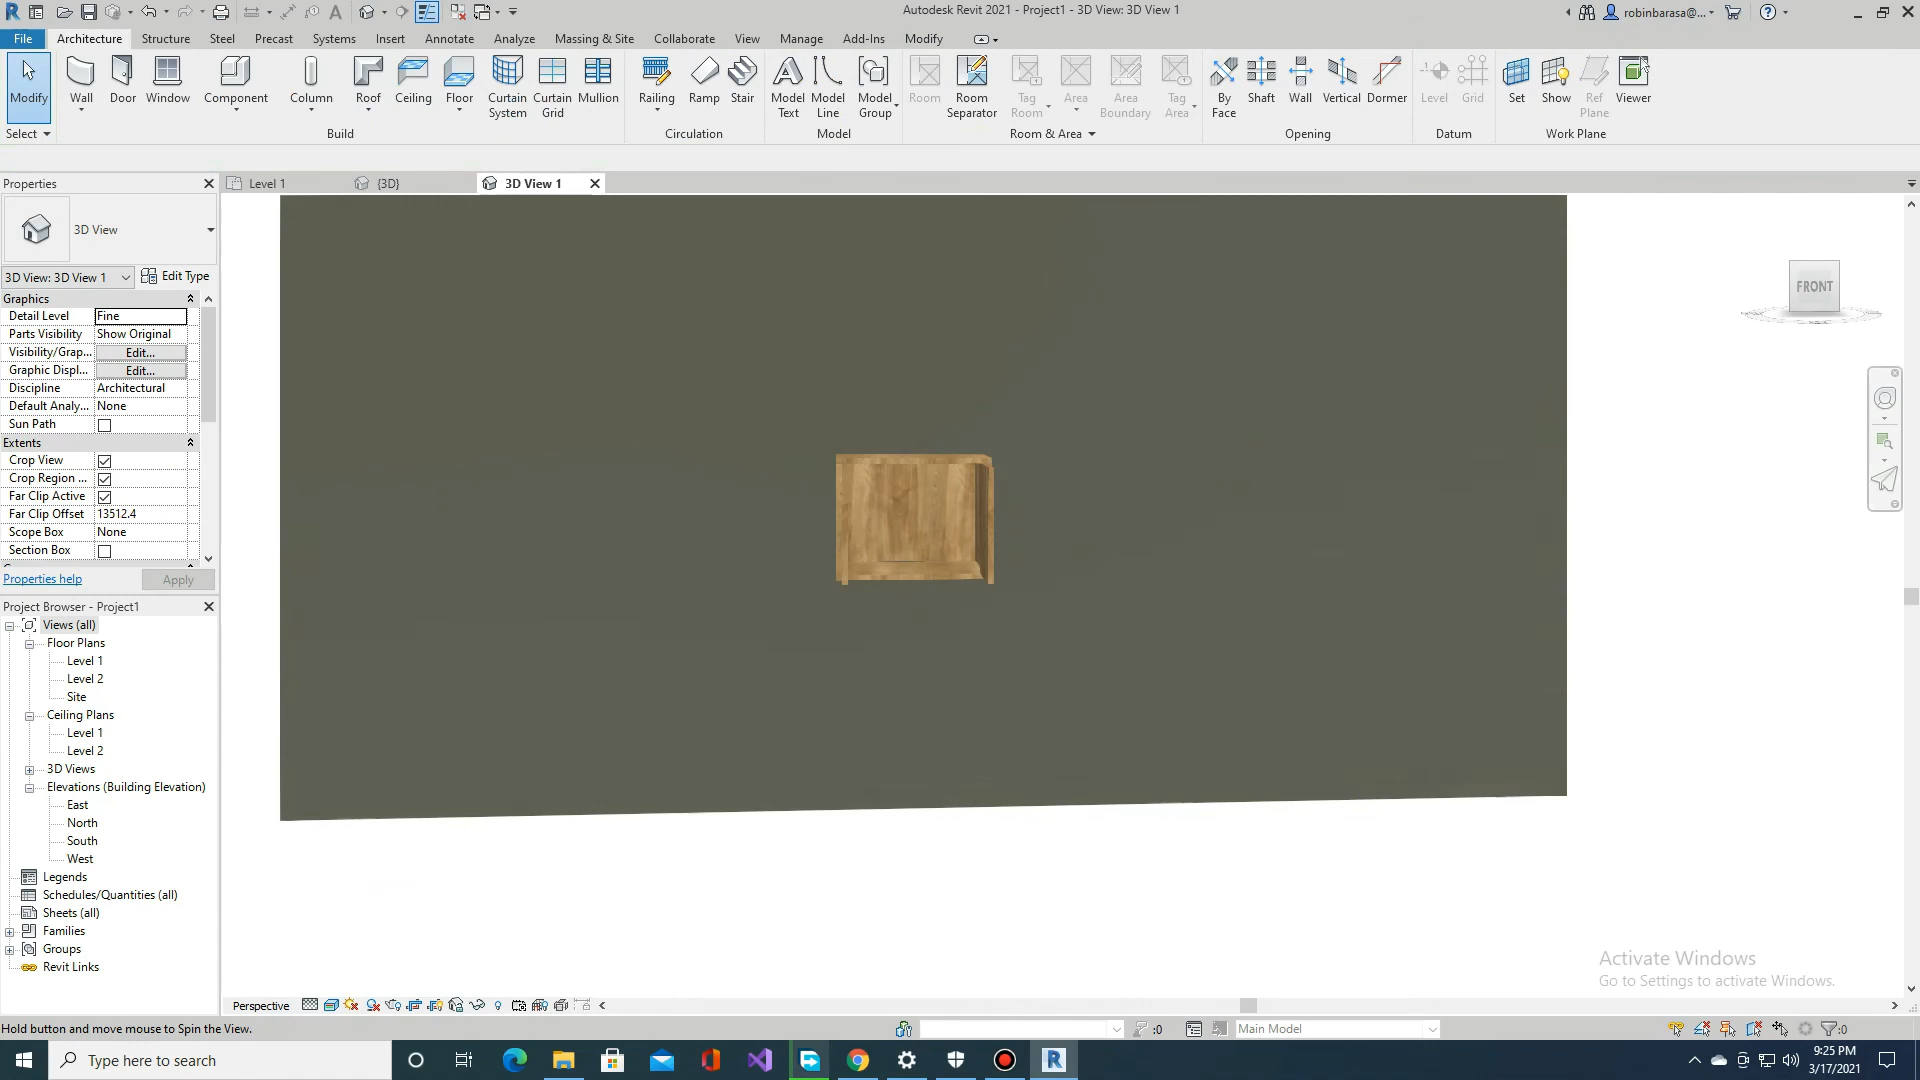 Autodesk Revit 2021 - Project1 - 3D View: 3D View 1
robinbarasa@...
File Architecture Structure Steel Precast Systems Insert Annotate Analyze Massing & Site Collaborate View Manage Add-Ins Modify
Modify Wall Door Window Component Column Roof Ceiling Floor Curtain System Curtain Grid Mullion Railing Ramp Stair Model Text Model Line Model Group Room Room Separator Tag Room Area Area Boundary Tag Area By Face Shaft Wall Vertical Dormer Level Grid Set Show Ref Plane Viewer
Select Build Circulation Model Room & Area Opening Datum Work Plane
Properties
Level 1 {3D} 3D View 1
3D View
3D View: 3D View 1 Edit Type
Graphics
Detail Level Fine
Parts Visibility Show Original
Visibility/Grap... Edit...
Graphic Displ... Edit...
Discipline Architectural
Default Analy... None
Sun Path
Extents
Crop View
Crop Region ...
Far Clip Active
Far Clip Offset 13512.4
Scope Box None
Section Box
Properties help Apply
Project Browser - Project1
Views (all)
Floor Plans
Level 1
Level 2
Site
Ceiling Plans
Level 1
Level 2
3D Views
Elevations (Building Elevation)
East
North
South
West
Legends
Schedules/Quantities (all)
Sheets (all)
Families
Groups
Revit Links
FRONT
Activate Windows
Go to Settings to activate Windows.
Perspective
Hold button and move mouse to Spin the View.
:0
Main Model
:0
Type here to search
9:25 PM
3/17/2021